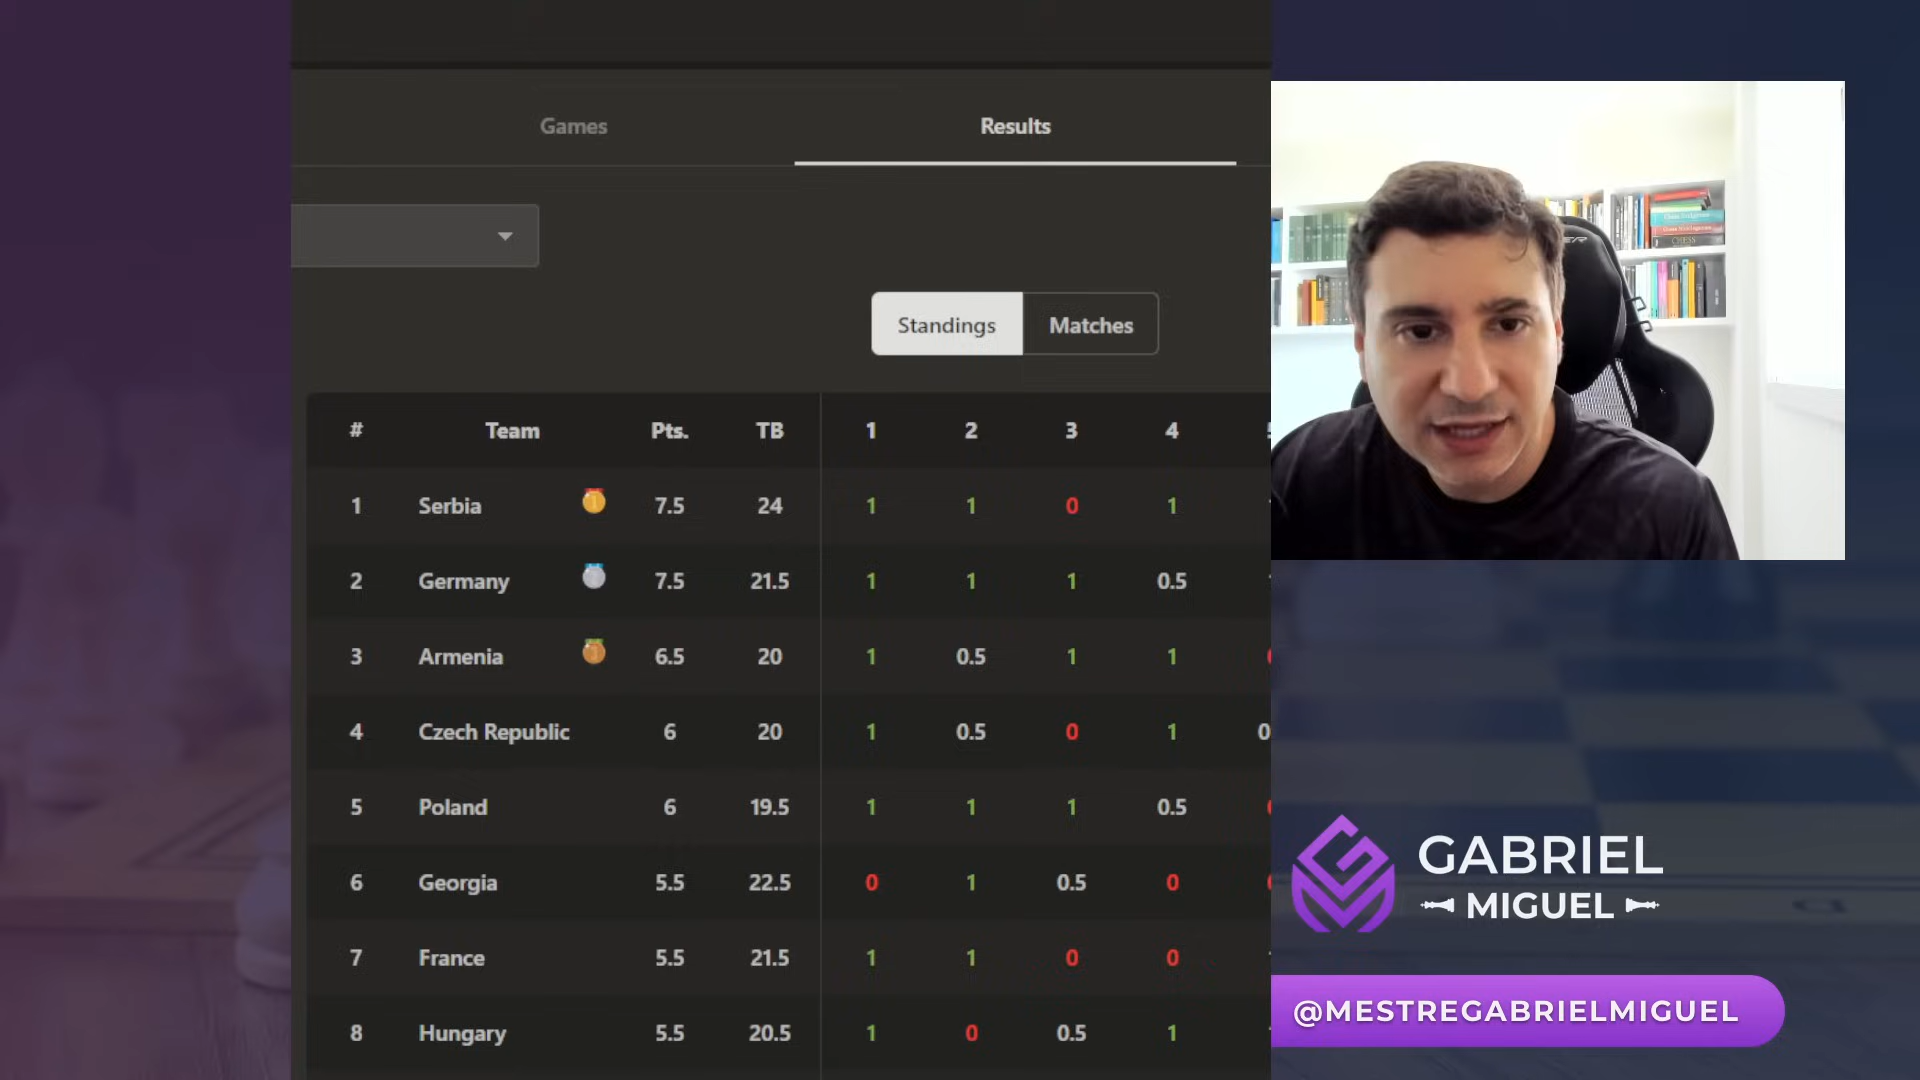 Games Results
Standings Matches
# Team Pts. TB 1 2 3 4
1 Serbia 7.5 24 1 1 0 1
2 Germany 7.5 21.5 1 1 1 0.5
3 Armenia 6.5 20 1 0.5 1 1
4 Czech Republic 6 20 1 0.5 0 1 0
5 Poland 6 19.5 1 1 1 0.5
6 Georgia 5.5 22.5 0 1 0.5 0
7 France 5.5 21.5 1 1 0 0
8 Hungary 5.5 20.5 1 0 0.5 1
CHESS
GABRIEL
MIGUEL
@MESTREGABRIELMIGUEL